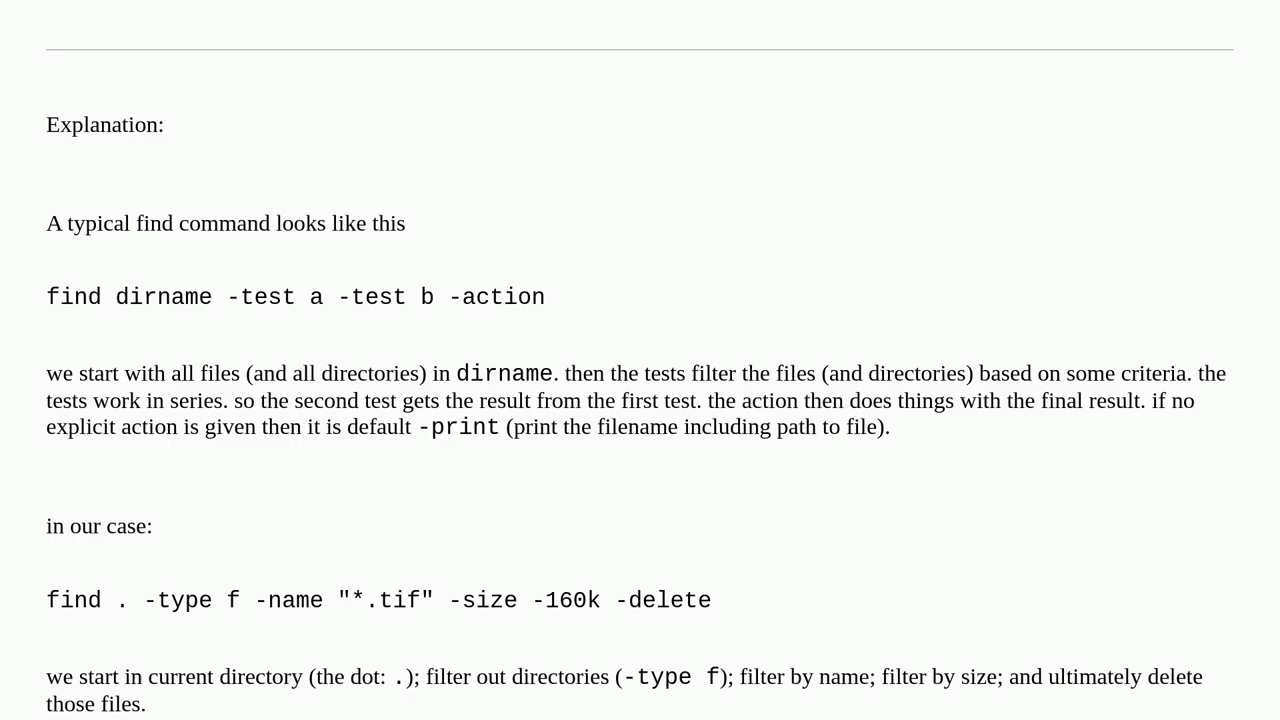 Explanation:
A typical find command looks like this
find dirname -test a -test b -action
we start with all files (and all directories) in dirname. then the tests filter the files (and directories) based on some criteria. the
tests work in series. so the second test gets the result from the first test. the action then does things with the final result. if no
explicit action is given then it is default -print (print the filename including path to file).
in our case:
find . -type f -name "*.tif" -size -160k -delete
we start in current directory (the dot: .); filter out directories (-type f); filter by name; filter by size; and ultimately delete
those files.